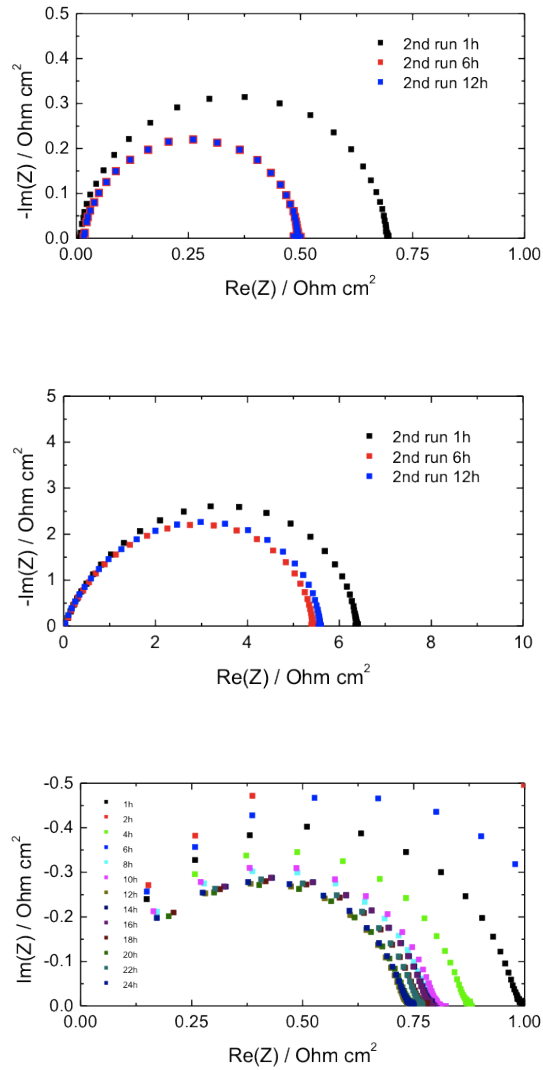 0.5
0.4
0.3
0.2
0.1
0.0
-Im(Z) / Ohm cm²
2nd run 1h
2nd run 6h
2nd run 12h
0.00 0.25 0.50 0.75 1.00
Re(Z) / Ohm cm²
5
4
3
2
1
0
-Im(Z) / Ohm cm²
2nd run 1h
2nd run 6h
2nd run 12h
0 2 4 6 8 10
Re(Z) / Ohm cm²
-0.5
-0.4
-0.3
-0.2
-0.1
0.0
Im(Z) / Ohm cm²
1h
2h
4h
6h
8h
10h
12h
14h
16h
18h
20h
22h
24h
0.00 0.25 0.50 0.75 1.00
Re(Z) / Ohm cm²